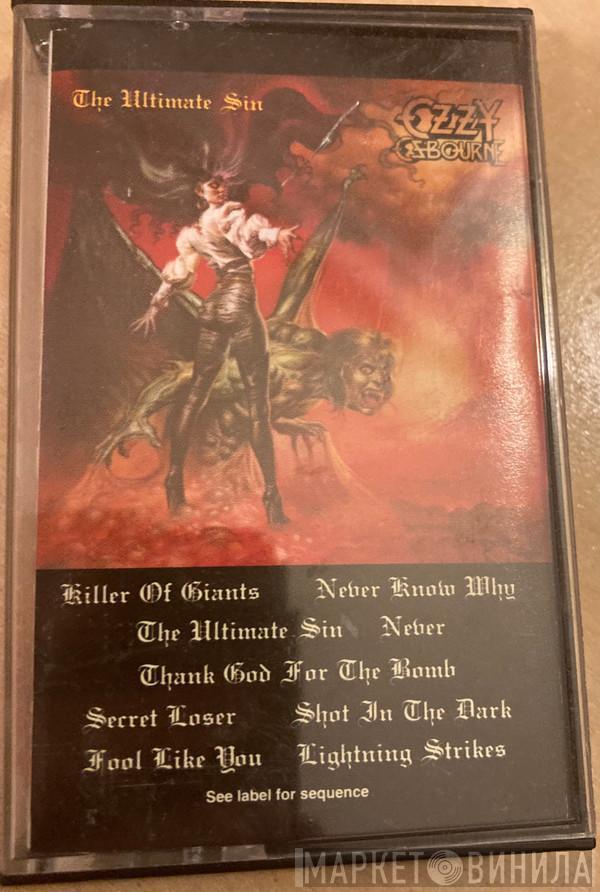 The Ultimate Sin
OZZY
OSBOURNE
Killer Of Giants Never Know Why
The Ultimate Sin Never
Thank God For The Bomb
Secret Loser Shot In The Dark
Fool Like You Lightning Strikes
See label for sequence
МАРКЕТ ВИНИЛА